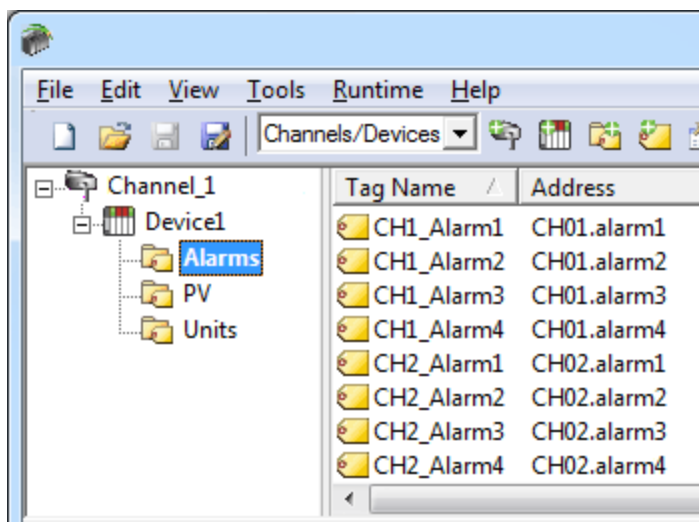 File Edit View Tools Runtime Help
Channels/Devices
Channel_1
Device1
Alarms
PV
Units
Tag Name Address
CH1_Alarm1 CH01.alarm1
CH1_Alarm2 CH01.alarm2
CH1_Alarm3 CH01.alarm3
CH1_Alarm4 CH01.alarm4
CH2_Alarm1 CH02.alarm1
CH2_Alarm2 CH02.alarm2
CH2_Alarm3 CH02.alarm3
CH2_Alarm4 CH02.alarm4